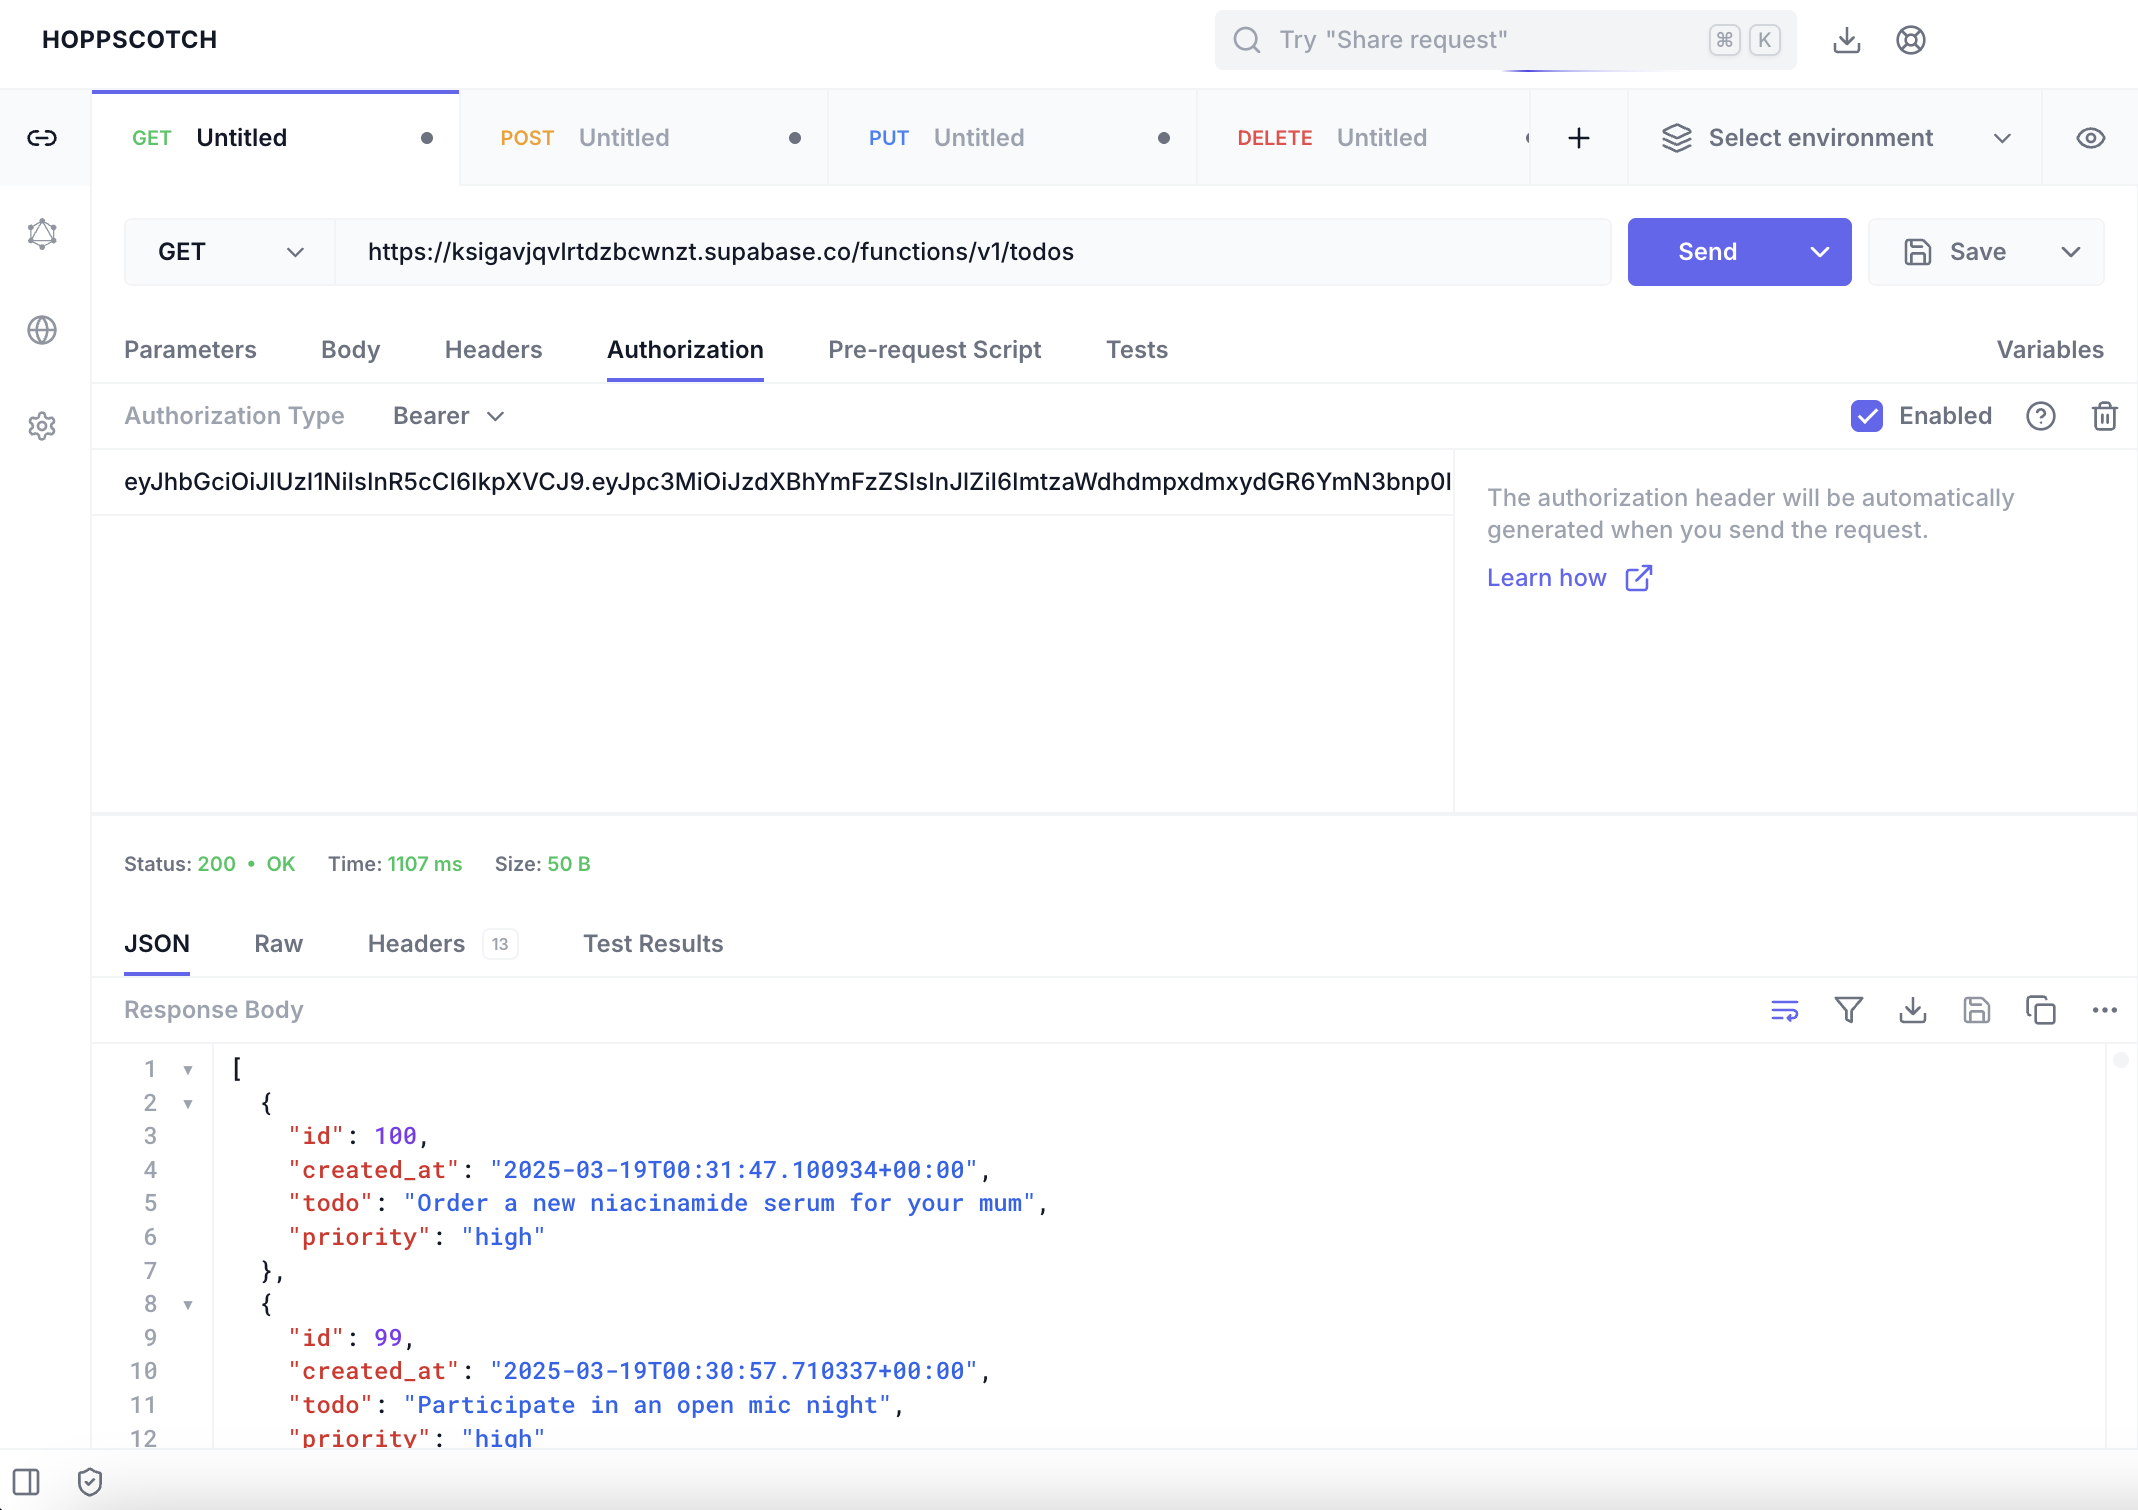 HOPPSCOTCH
Try "Share request"
⌘ K
GET Untitled
POST Untitled
PUT Untitled
DELETE Untitled
Select environment
GET
https://ksigavjqvlrtdzbcwnzt.supabase.co/functions/v1/todos
Send
Save
Parameters
Body
Headers
Authorization
Pre-request Script
Tests
Variables
Authorization Type
Bearer
Enabled
eyJhbGciOiJIUzI1NiIsInR5cCI6IkpXVCJ9.eyJpc3MiOiJzdXBhYmFzZSIsInJlZiI6ImtzaWdhdmpxdmxydGR6YmN3bnp0I
The authorization header will be automatically
generated when you send the request.
Learn how
Status: 200 • OK Time: 1107 ms Size: 50 B
JSON
Raw
Headers 13
Test Results
Response Body
1 [
2 {
3 "id": 100,
4 "created_at": "2025-03-19T00:31:47.100934+00:00",
5 "todo": "Order a new niacinamide serum for your mum",
6 "priority": "high"
7 },
8 {
9 "id": 99,
10 "created_at": "2025-03-19T00:30:57.710337+00:00",
11 "todo": "Participate in an open mic night",
12 "priority": "high"